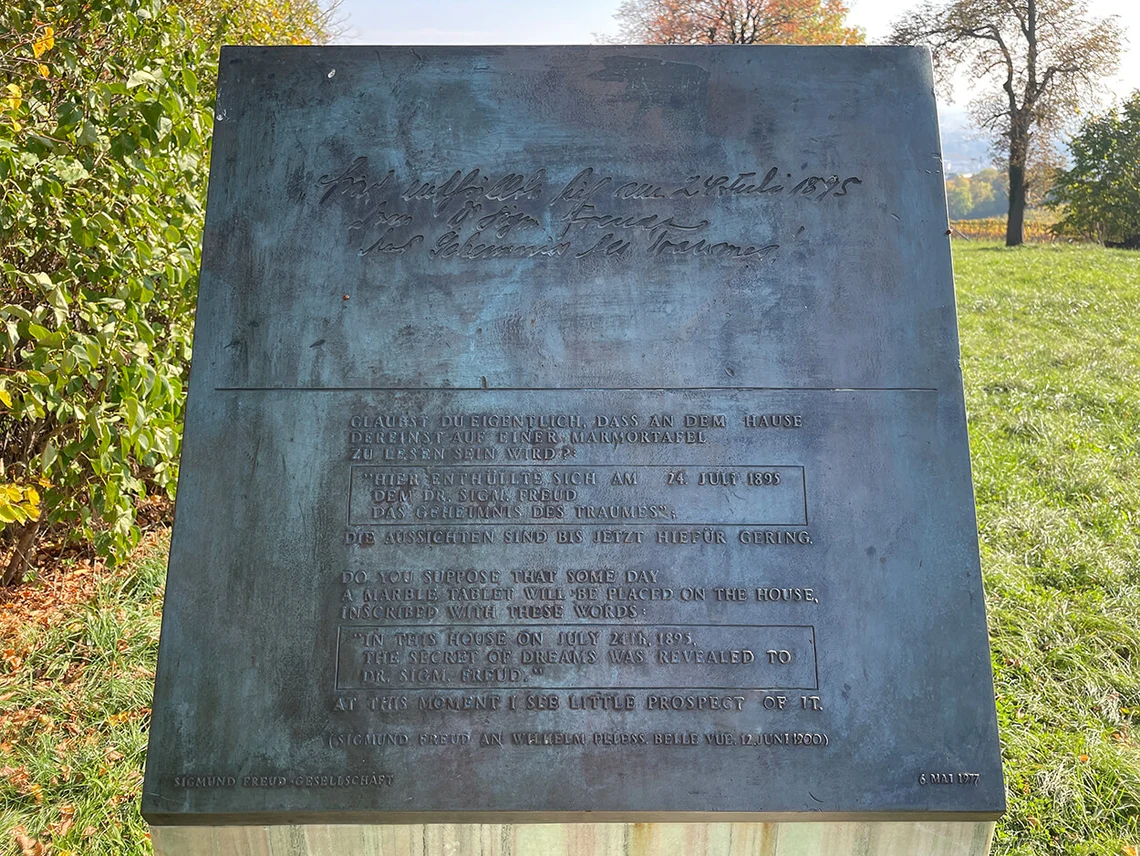 „Hier enthüllte sich am 24. Juli 1895
dem Dr Sigm. Freud
das Geheimnis des Traumes"
GLAUBST DU EIGENTLICH, DASS AN DEM HAUSE
DEREINST AUF EINER MARMORTAFEL
ZU LESEN SEIN WIRD?:
"HIER ENTHÜLLTE SICH AM 24. JULI 1895
DEM DR. SIGM. FREUD
DAS GEHEIMNIS DES TRAUMES";
DIE AUSSICHTEN SIND BIS JETZT HIEFÜR GERING.
DO YOU SUPPOSE THAT SOME DAY
A MARBLE TABLET WILL BE PLACED ON THE HOUSE,
INSCRIBED WITH THESE WORDS:
"IN THIS HOUSE ON JULY 24th, 1895,
THE SECRET OF DREAMS WAS REVEALED TO
DR. SIGM. FREUD."
AT THIS MOMENT I SEE LITTLE PROSPECT OF IT.
(SIGMUND FREUD AN WILHELM BELLE VUE, 12. JUNI 1900)
SIGMUND FREUD-GESELLSCHAFT
6 MAI 1977